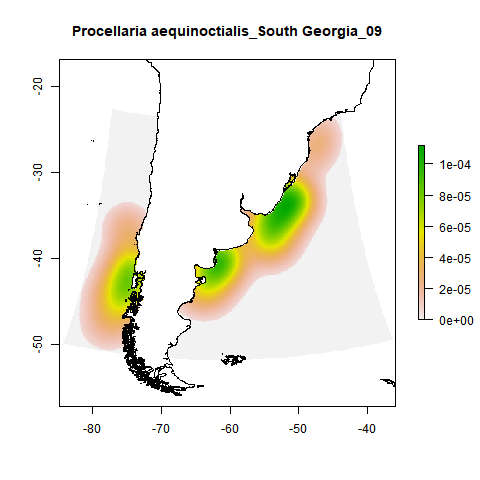 Procellaria aequinoctialis_South Georgia_09
-20
-30
-40
-50
-80 -70 -60 -50 -40
1e-04
8e-05
6e-05
4e-05
2e-05
0e+00